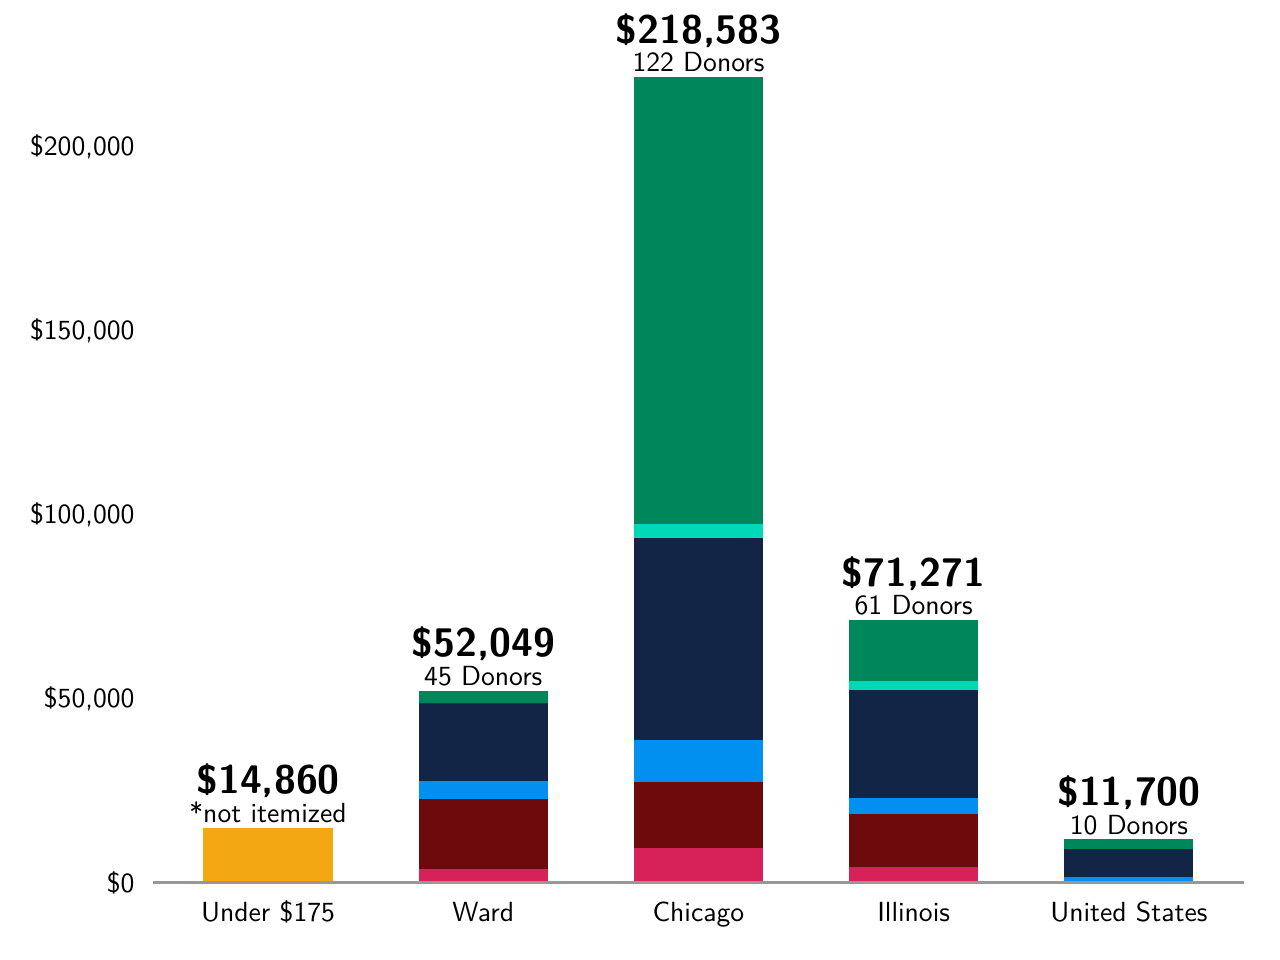 $218,583
122 Donors
$200,000
$150,000
$100,000
$71,271
61 Donors
$52,049
45 Donors
$50,000
$14,860
*not itemized
$11,700
10 Donors
$0
Under $175 Ward Chicago Illinois United States